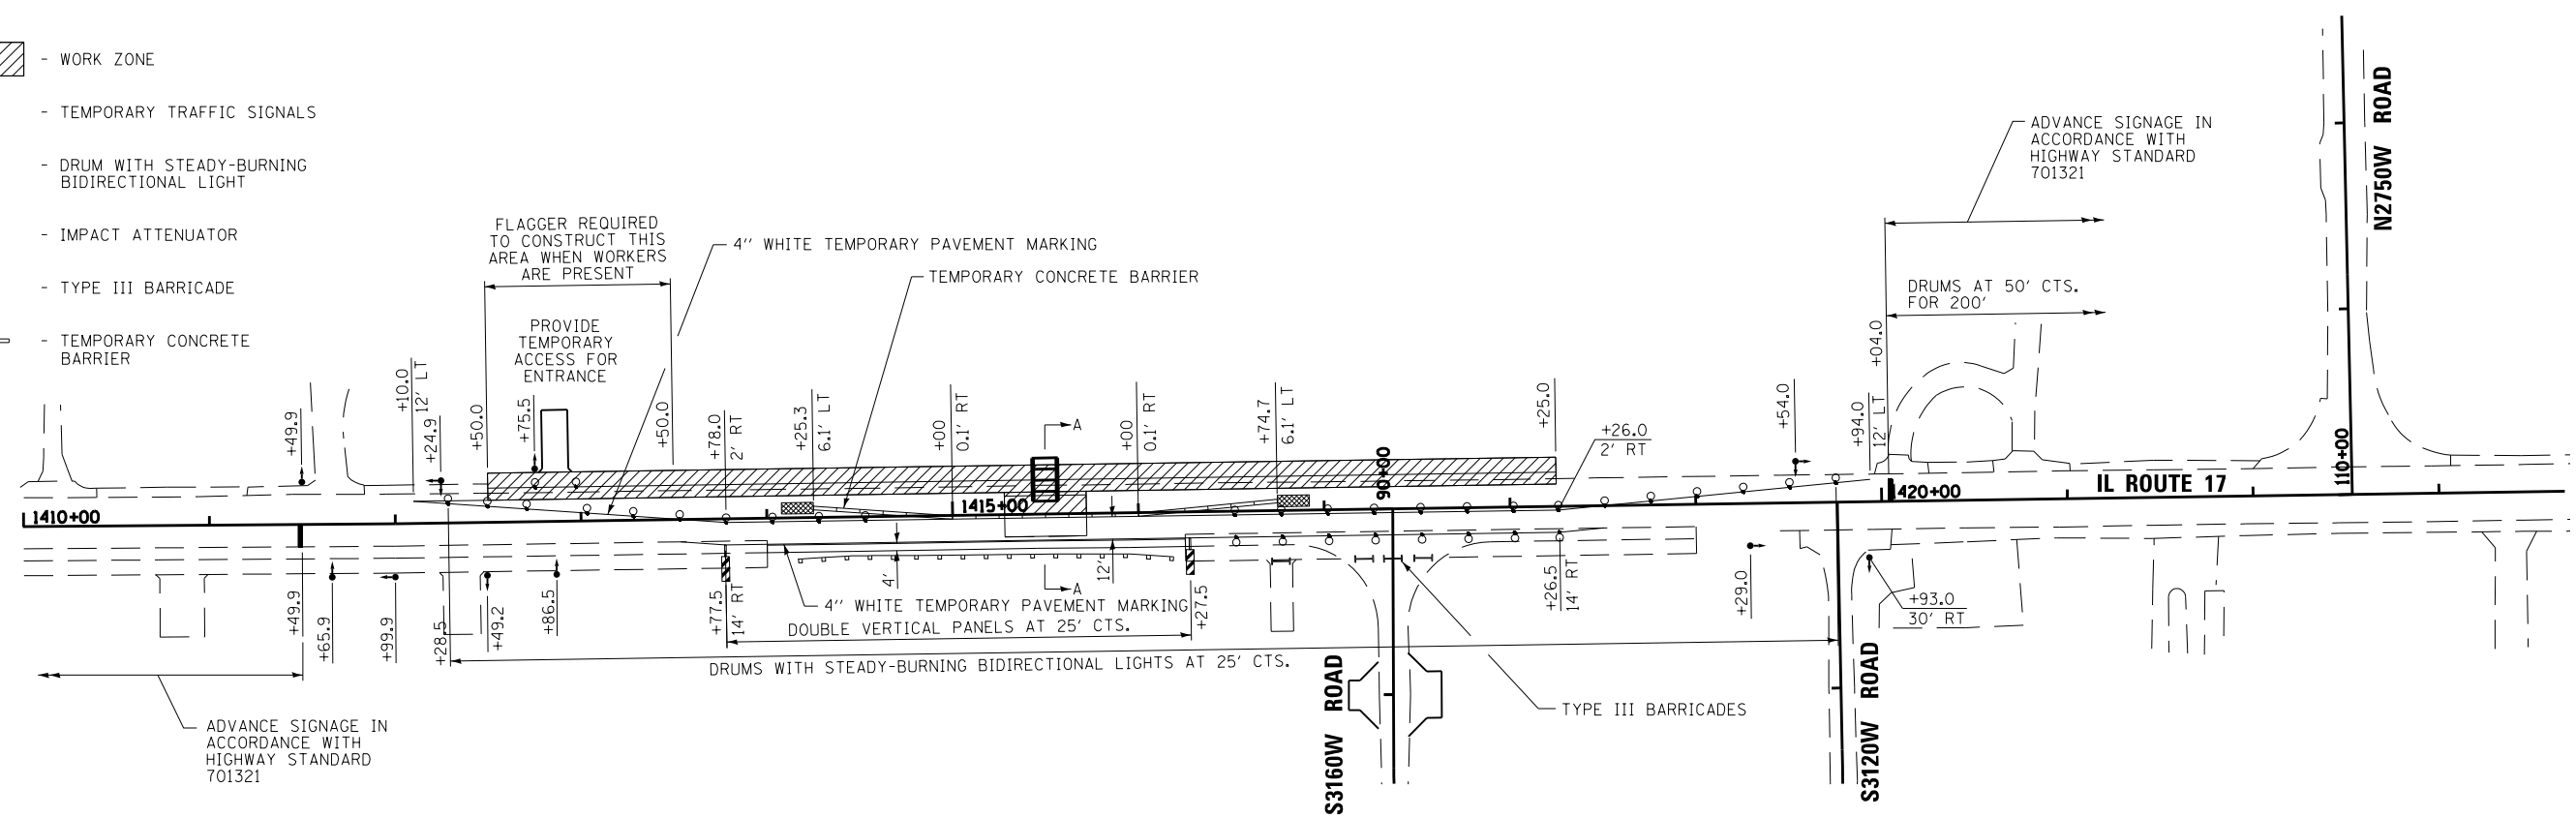 - WORK ZONE
- TEMPORARY TRAFFIC SIGNALS
- DRUM WITH STEADY-BURNING
BIDIRECTIONAL LIGHT
- IMPACT ATTENUATOR
- TYPE III BARRICADE
- TEMPORARY CONCRETE
BARRIER
FLAGGER REQUIRED
TO CONSTRUCT THIS
AREA WHEN WORKERS
ARE PRESENT
PROVIDE
TEMPORARY
ACCESS FOR
ENTRANCE
4'' WHITE TEMPORARY PAVEMENT MARKING
TEMPORARY CONCRETE BARRIER
ADVANCE SIGNAGE IN
ACCORDANCE WITH
HIGHWAY STANDARD
701321
DRUMS AT 50' CTS.
FOR 200'
N2750W ROAD
+49.9
+10.0
12' LT
+24.9
+50.0
+75.5
+50.0
+78.0
2' RT
+25.3
6.1' LT
+00
0.1' RT
A
+00
0.1' RT
+74.7
6.1' LT
+25.0
+26.0
2' RT
+54.0
+94.0
12' LT
+04.0
1410+00
1415+00
90+00
1420+00
IL ROUTE 17
110+00
+49.9
+65.9
+99.9
+28.5
+49.2
+86.5
+77.5
14' RT
4'
A
12'
+27.5
+26.5
14' RT
+29.0
+93.0
30' RT
4'' WHITE TEMPORARY PAVEMENT MARKING
DOUBLE VERTICAL PANELS AT 25' CTS.
DRUMS WITH STEADY-BURNING BIDIRECTIONAL LIGHTS AT 25' CTS.
S3160W ROAD
TYPE III BARRICADES
S3120W ROAD
ADVANCE SIGNAGE IN
ACCORDANCE WITH
HIGHWAY STANDARD
701321